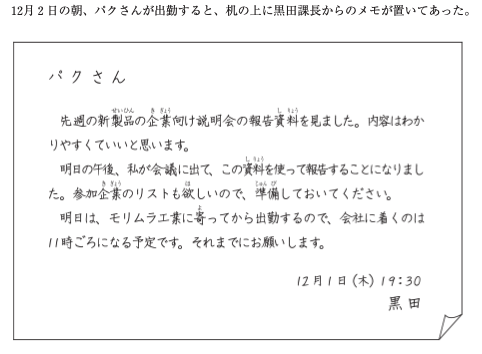 12月2日の朝、パクさんが出勤すると、机の上に黒田課長からのメモが置いてあった。
パクさん
先週の新製品の企業向け説明会の報告資料を見ました。内容はわか
りやすくていいと思います。
明日の午後、私が会議に出て、この資料を使って報告することになりまし
た。参加企業のリストも欲しいので、準備しておいてください。
明日は、モリムラ工業に寄ってから出勤するので、会社に着くのは
11時ごろになる予定です。それまでにお願いします。
12月1日(木) 19:30
黒田